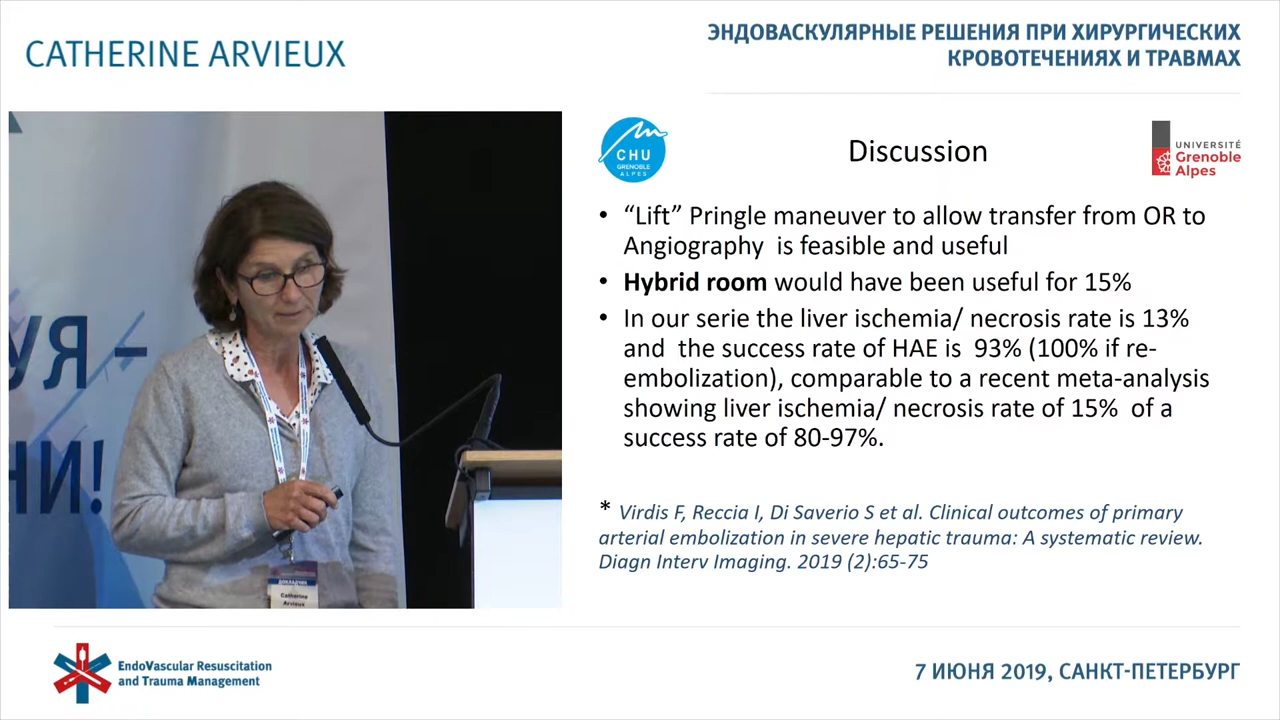 CATHERINE ARVIEUX
ЭНДОВАСКУЛЯРНЫЕ РЕШЕНИЯ ПРИ ХИРУРГИЧЕСКИХ
КРОВОТЕЧЕНИЯХ И ТРАВМАХ
CHU
GRENOBLE
ALPES
Discussion
UNIVERSITÉ
Grenoble
Alpes
• “Lift” Pringle maneuver to allow transfer from OR to
Angiography is feasible and useful
• Hybrid room would have been useful for 15%
• In our serie the liver ischemia/ necrosis rate is 13%
and the success rate of HAE is 93% (100% if re-
embolization), comparable to a recent meta-analysis
showing liver ischemia/ necrosis rate of 15% of a
success rate of 80-97%.
* Virdis F, Reccia I, Di Saverio S et al. Clinical outcomes of primary
arterial embolization in severe hepatic trauma: A systematic review.
Diagn Interv Imaging. 2019 (2):65-75
УЯ –
НИ!
ДОКЛАДЧИК
Catherine
Arvieux
EndoVascular Resuscitation
and Trauma Management
7 ИЮНЯ 2019, САНКТ-ПЕТЕРБУРГ